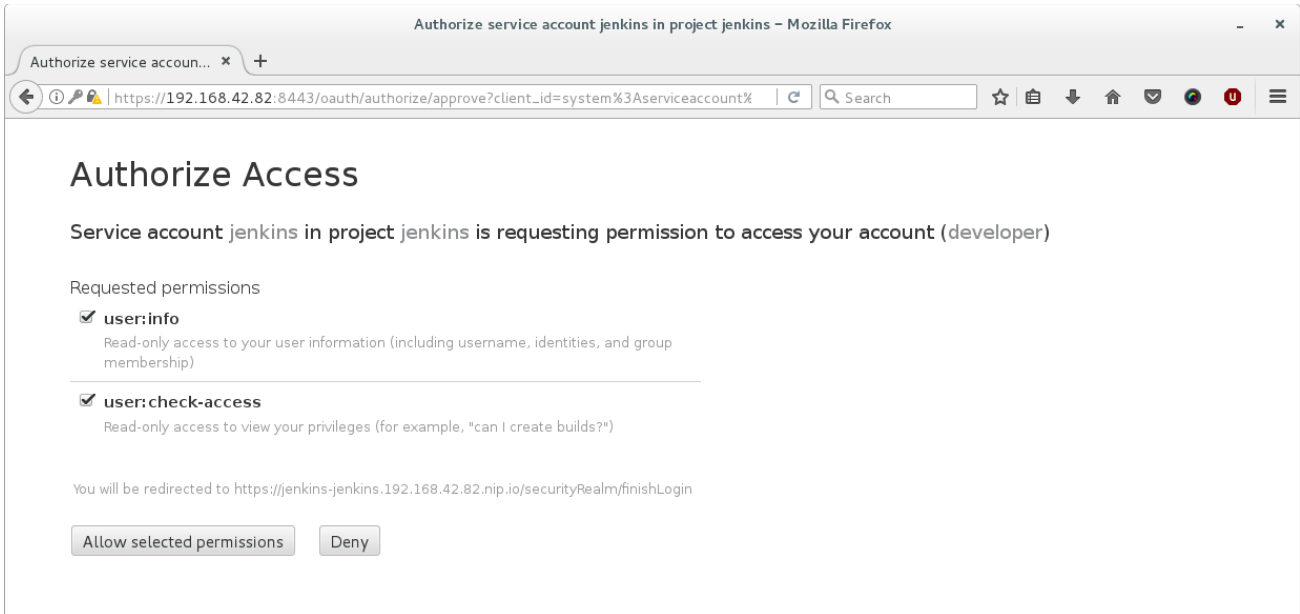 Authorize service account jenkins in project jenkins – Mozilla Firefox
Authorize service accoun...
https://192.168.42.82:8443/oauth/authorize/approve?client_id=system%3Aserviceaccount%
Search
Authorize Access
Service account jenkins in project jenkins is requesting permission to access your account (developer)
Requested permissions
user:info
Read-only access to your user information (including username, identities, and group
membership)
user:check-access
Read-only access to view your privileges (for example, "can I create builds?")
You will be redirected to https://jenkins-jenkins.192.168.42.82.nip.io/securityRealm/finishLogin
Allow selected permissions Deny